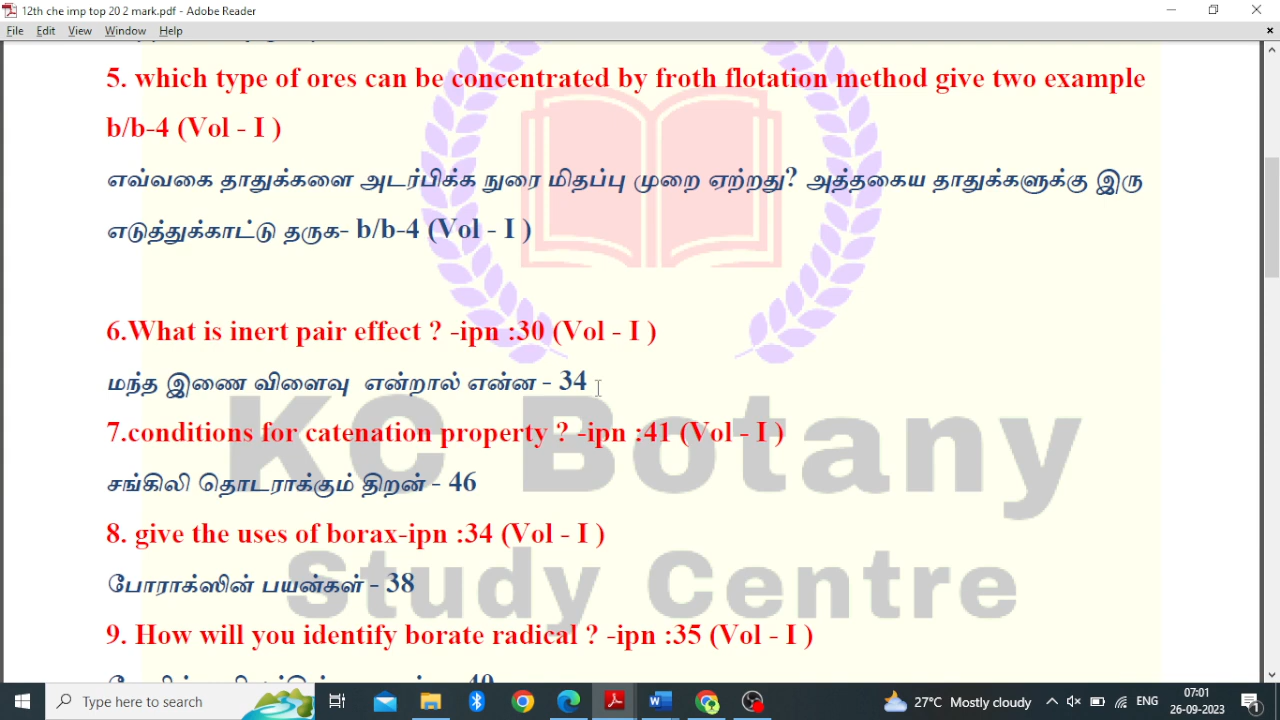 12th che imp top 20 2 mark.pdf - Adobe Reader
File Edit View Window Help
5. which type of ores can be concentrated by froth flotation method give two example
b/b-4 (Vol - I )
எவ்வகை தாதுக்களை அடர்பிக்க நுரை மிதப்பு முறை ஏற்றது? அத்தகைய தாதுக்களுக்கு இரு
எடுத்துக்காட்டு தருக- b/b-4 (Vol - I )
6.What is inert pair effect ? -ipn :30 (Vol - I )
மந்த இணை விளைவு என்றால் என்ன - 34
7.conditions for catenation property ? -ipn :41 (Vol - I )
சங்கிலி தொடராக்கும் திறன் - 46
8. give the uses of borax-ipn :34 (Vol - I )
போராக்ஸின் பயன்கள் - 38
9. How will you identify borate radical ? -ipn :35 (Vol - I )
KC Botany
Study Centre
Type here to search
27°C Mostly cloudy
ENG
07:01
26-09-2023
1